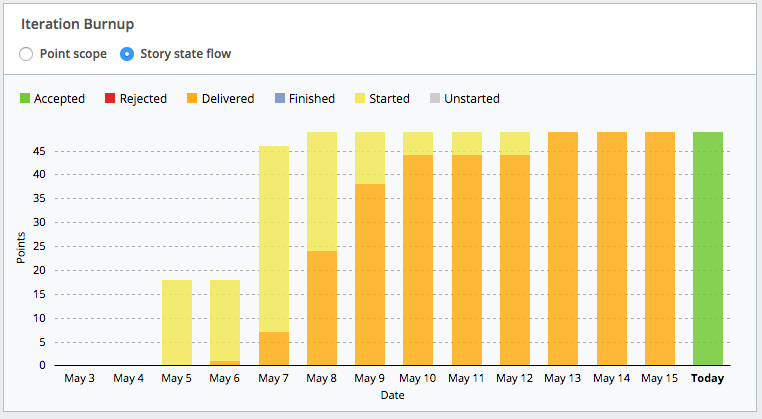 Iteration Burnup
Point scope Story state flow
Accepted Rejected Delivered Finished Started Unstarted
45
40
35
30
25
20
15
10
5
0
Points
May 3 May 4 May 5 May 6 May 7 May 8 May 9 May 10 May 11 May 12 May 13 May 14 May 15 Today
Date